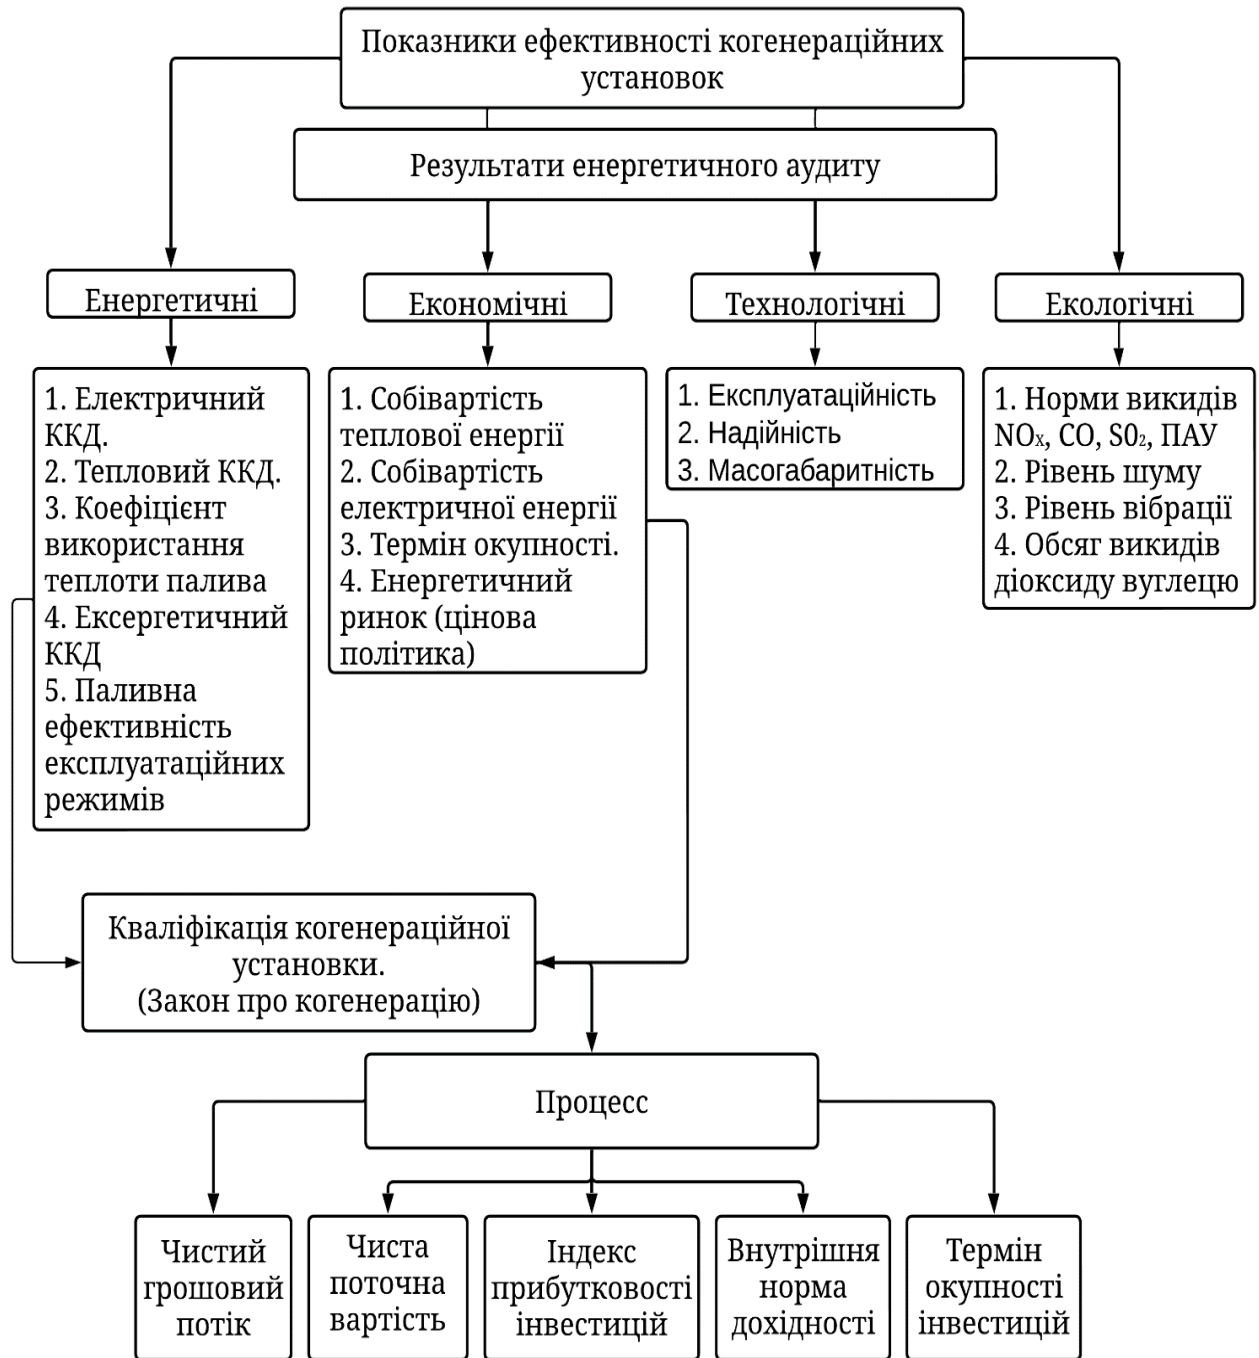 Показники ефективності когенераційних
установок
Результати енергетичного аудиту
Енергетичні
Економічні
Технологічні
Екологічні
1. Електричний
ККД.
2. Тепловий ККД.
3. Коефіцієнт
використання
теплоти палива
4. Ексергетичний
ККД
5. Паливна
ефективність
експлуатаційних
режимів
1. Собівартість
теплової енергії
2. Собівартість
електричної енергії
3. Термін окупності.
4. Енергетичний
ринок (цінова
політика)
1. Експлуатаційність
2. Надійність
3. Масогабаритність
1. Норми викидів
NOₓ, CO, S0₂, ПАУ
2. Рівень шуму
3. Рівень вібрації
4. Обсяг викидів
діоксиду вуглецю
Кваліфікація когенераційної
установки.
(Закон про когенерацію)
Процесс
Чистий
грошовий
потік
Чиста
поточна
вартість
Індекс
прибутковості
інвестицій
Внутрішня
норма
дохідності
Термін
окупності
інвестицій